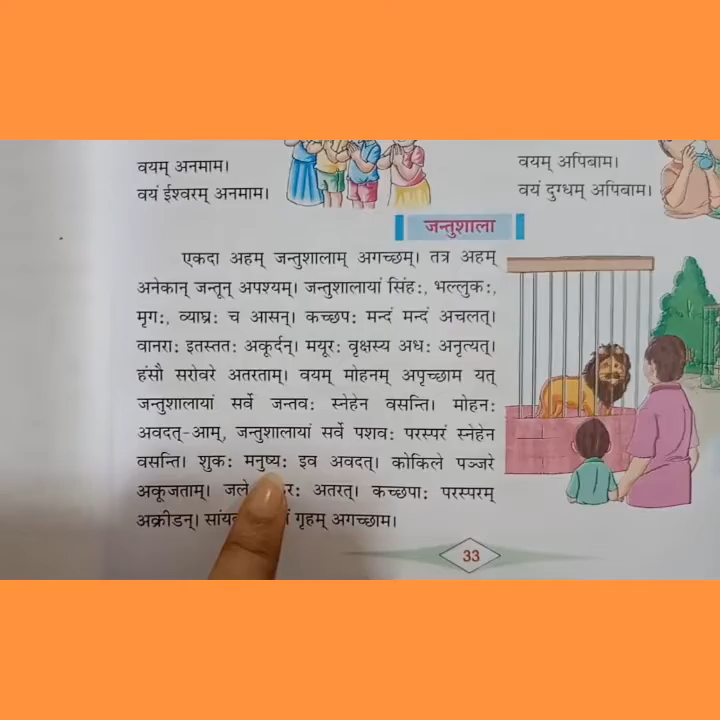 वयम् अनमाम।
वयं ईश्वरम् अनमाम।
वयम् अपिबाम।
वयं दुग्धम् अपिबाम।
जन्तुशाला
एकदा अहम् जन्तुशालाम् अगच्छम्। तत्र अहम्
अनेकान् जन्तून् अपश्यम्। जन्तुशालायां सिंहः, भल्लुकः,
मृगः, व्याघ्रः च आसन्। कच्छपः मन्दं मन्दं अचलत्।
वानराः इतस्ततः अकूर्दन्। मयूरः वृक्षस्य अधः अनृत्यत्।
हंसौ सरोवरे अतरताम्। वयम् मोहनम् अपृच्छाम यत्
जन्तुशालायां सर्वे जन्तवः स्नेहेन वसन्ति। मोहनः
अवदत्-आम्, जन्तुशालायां सर्वे पशवः परस्परं स्नेहेन
वसन्ति। शुकः मनुष्यः इव अवदत्। कोकिले पञ्जरे
अकूजताम्। जले अतरत्। कच्छपाः परस्परम्
अक्रीडन्। गृहम् अगच्छाम।
33